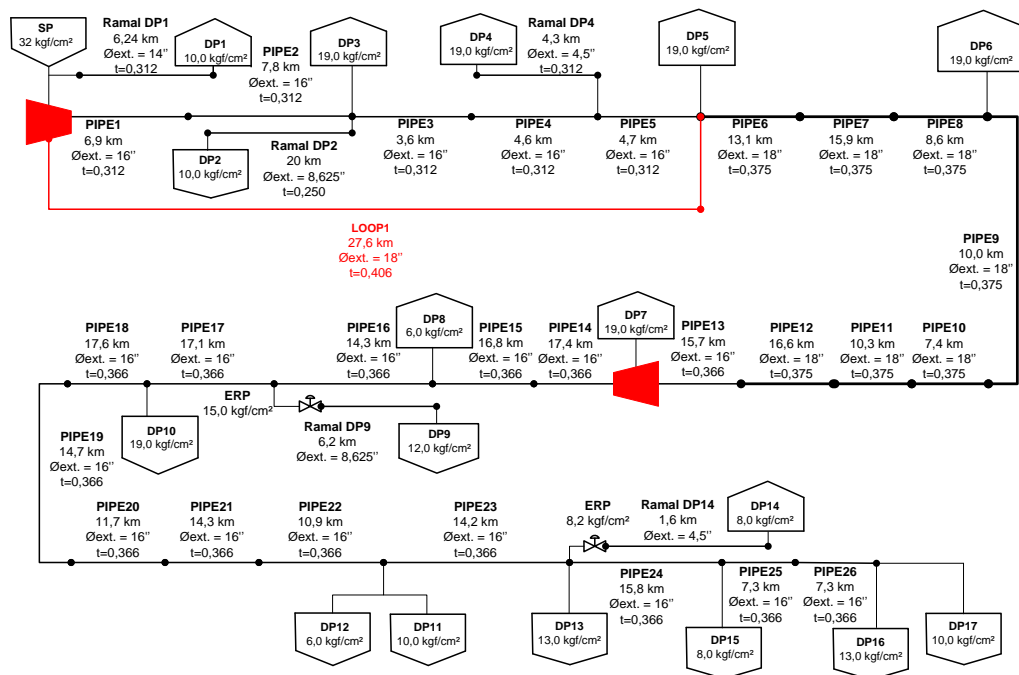 SP
32 kgf/cm²
Ramal DP1
6,24 km
Øext. = 14’’
t=0,312
DP1
10,0 kgf/cm²
PIPE2
7,8 km
Øext. = 16’’
t=0,312
DP3
19,0 kgf/cm²
DP4
19,0 kgf/cm²
Ramal DP4
4,3 km
Øext. = 4,5’’
t=0,312
DP5
19,0 kgf/cm²
DP6
19,0 kgf/cm²
PIPE1
6,9 km
Øext. = 16’’
t=0,312
DP2
10,0 kgf/cm²
Ramal DP2
20 km
Øext. = 8,625’’
t=0,250
PIPE3
3,6 km
Øext. = 16’’
t=0,312
PIPE4
4,6 km
Øext. = 16’’
t=0,312
PIPE5
4,7 km
Øext. = 16’’
t=0,312
PIPE6
13,1 km
Øext. = 18’’
t=0,375
PIPE7
15,9 km
Øext. = 18’’
t=0,375
PIPE8
8,6 km
Øext. = 18’’
t=0,375
LOOP1
27,6 km
Øext. = 18’’
t=0,406
PIPE9
10,0 km
Øext. = 18’’
t=0,375
PIPE18
17,6 km
Øext. = 16’’
t=0,366
PIPE17
17,1 km
Øext. = 16’’
t=0,366
PIPE16
14,3 km
Øext. = 16’’
t=0,366
DP8
6,0 kgf/cm²
PIPE15
16,8 km
Øext. = 16’’
t=0,366
PIPE14
17,4 km
Øext. = 16’’
t=0,366
DP7
19,0 kgf/cm²
PIPE13
15,7 km
Øext. = 16’’
t=0,366
PIPE12
16,6 km
Øext. = 18’’
t=0,375
PIPE11
10,3 km
Øext. = 18’’
t=0,375
PIPE10
7,4 km
Øext. = 18’’
t=0,375
ERP
15,0 kgf/cm²
DP10
19,0 kgf/cm²
Ramal DP9
6,2 km
Øext. = 8,625’’
DP9
12,0 kgf/cm²
PIPE19
14,7 km
Øext. = 16’’
t=0,366
PIPE20
11,7 km
Øext. = 16’’
t=0,366
PIPE21
14,3 km
Øext. = 16’’
t=0,366
PIPE22
10,9 km
Øext. = 16’’
t=0,366
PIPE23
14,2 km
Øext. = 16’’
t=0,366
ERP
8,2 kgf/cm²
Ramal DP14
1,6 km
Øext. = 4,5’’
DP14
8,0 kgf/cm²
DP12
6,0 kgf/cm²
DP11
10,0 kgf/cm²
DP13
13,0 kgf/cm²
PIPE24
15,8 km
Øext. = 16’’
t=0,366
DP15
8,0 kgf/cm²
PIPE25
7,3 km
Øext. = 16’’
t=0,366
PIPE26
7,3 km
Øext. = 16’’
t=0,366
DP16
13,0 kgf/cm²
DP17
10,0 kgf/cm²